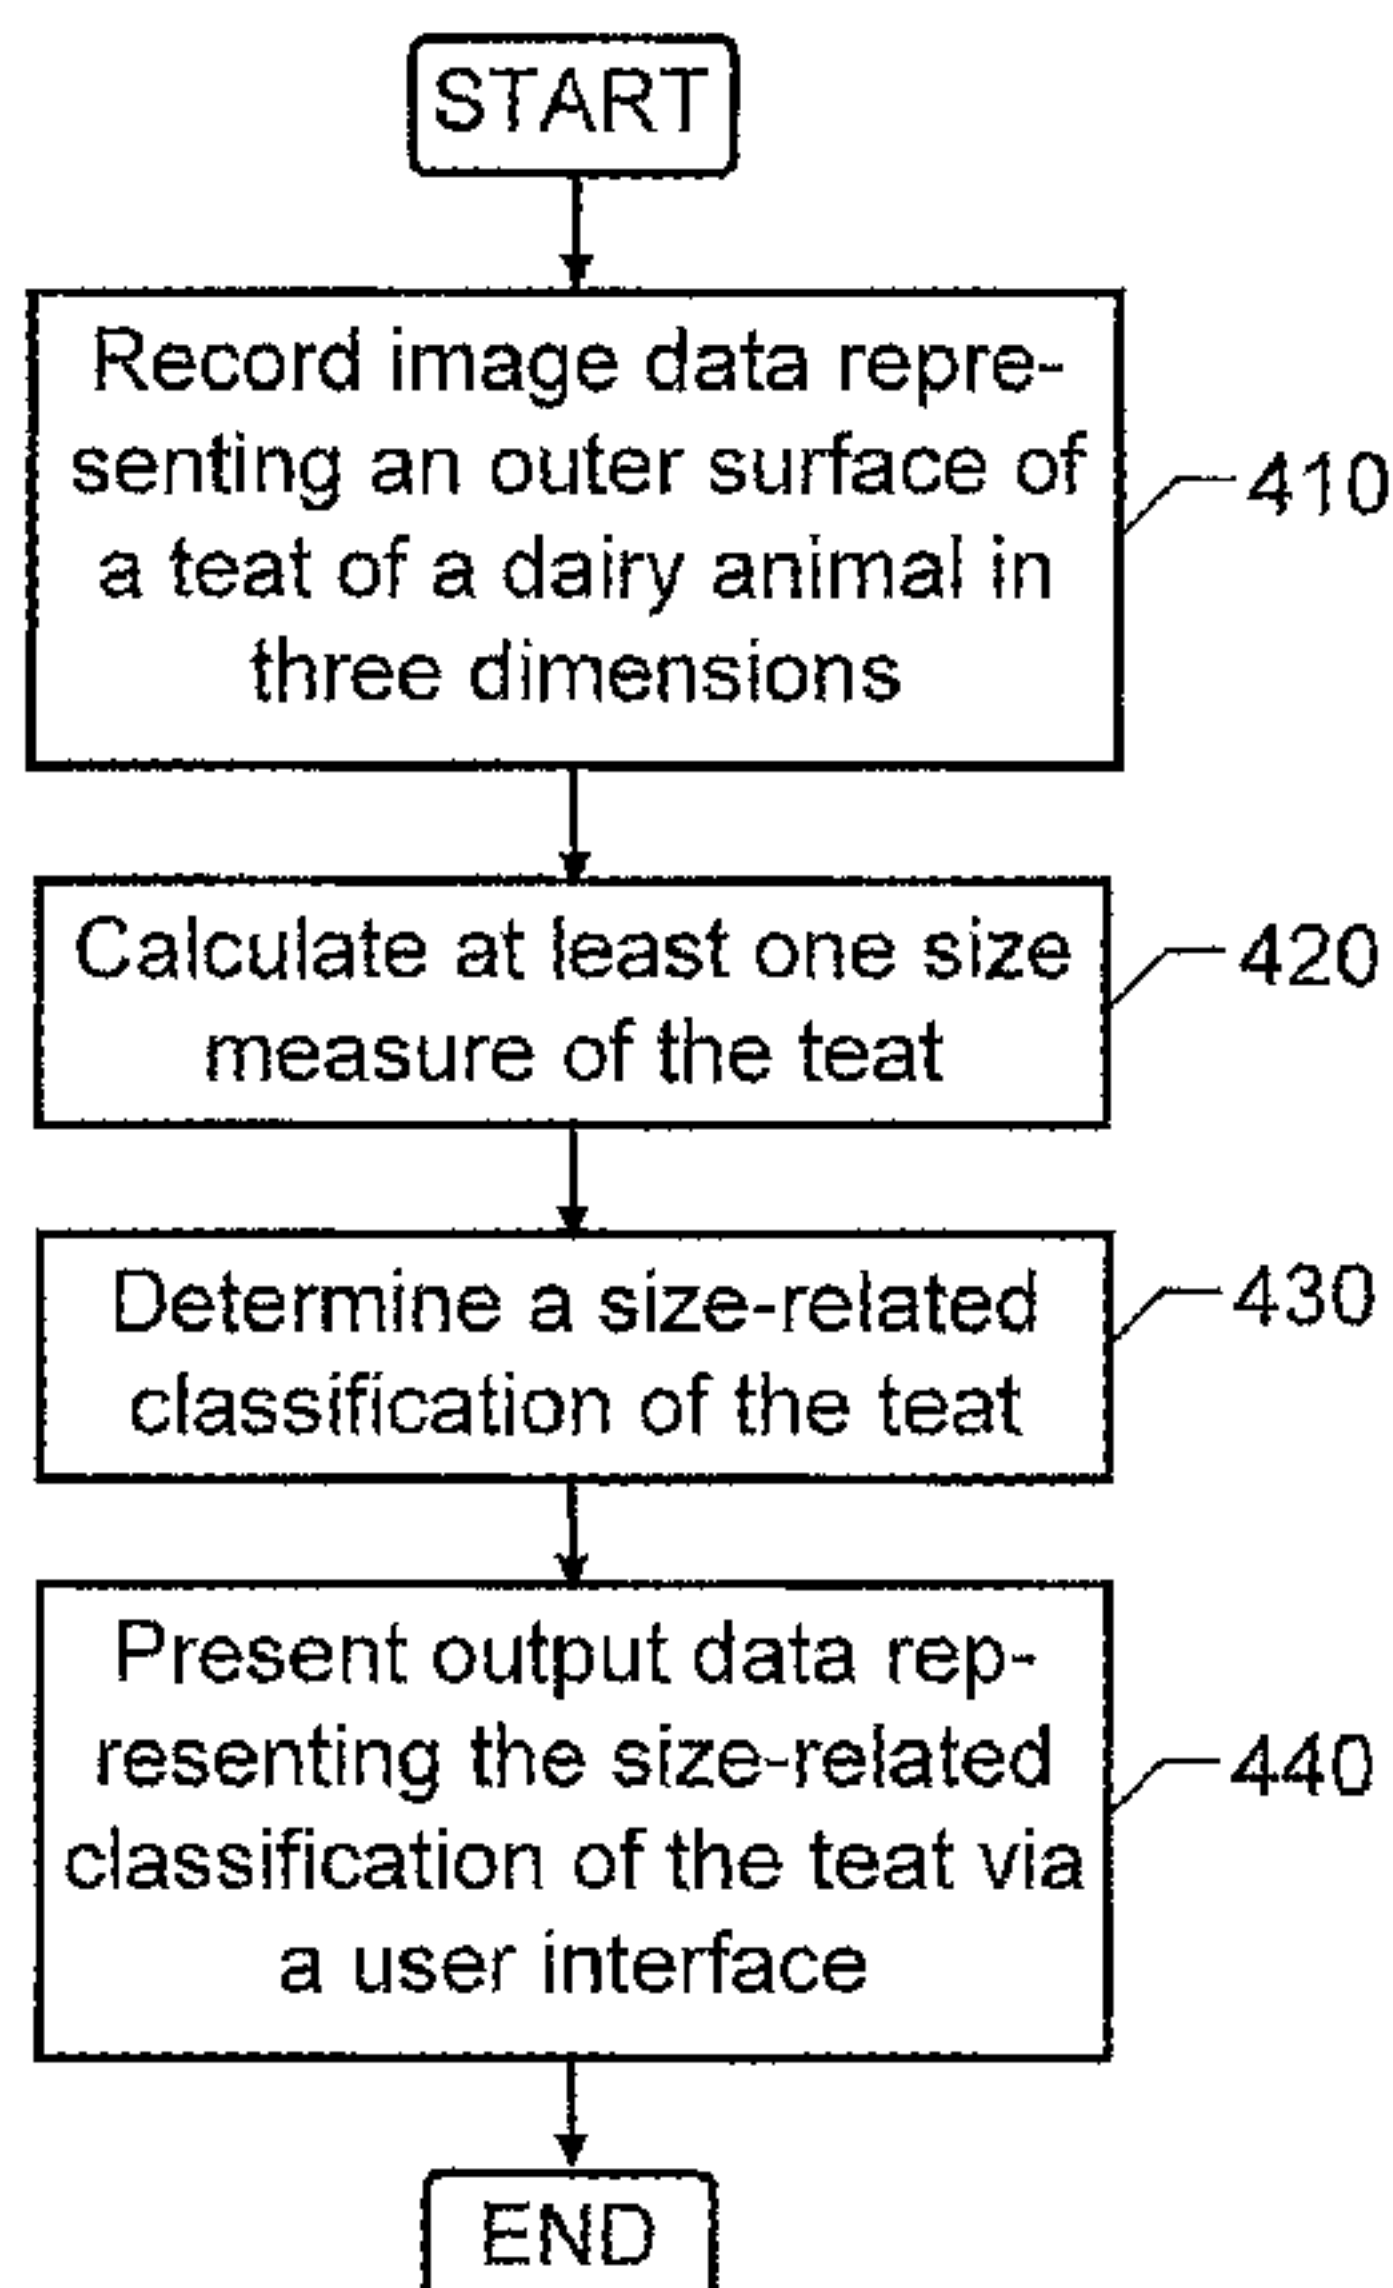 START
Record image data repre-
senting an outer surface of
a teat of a dairy animal in
three dimensions
410
Calculate at least one size
measure of the teat
420
Determine a size-related
classification of the teat
430
Present output data rep-
resenting the size-related
classification of the teat via
a user interface
440
END